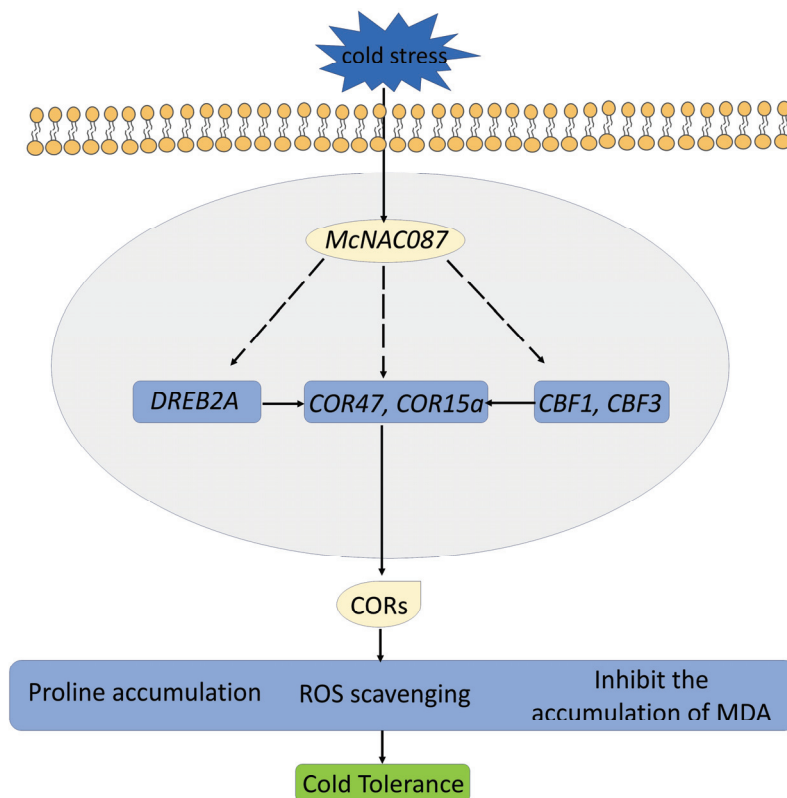 cold stress
McNAC087
DREB2A
COR47, COR15a
CBF1, CBF3
CORs
Proline accumulation
ROS scavenging
Inhibit the
accumulation of MDA
Cold Tolerance